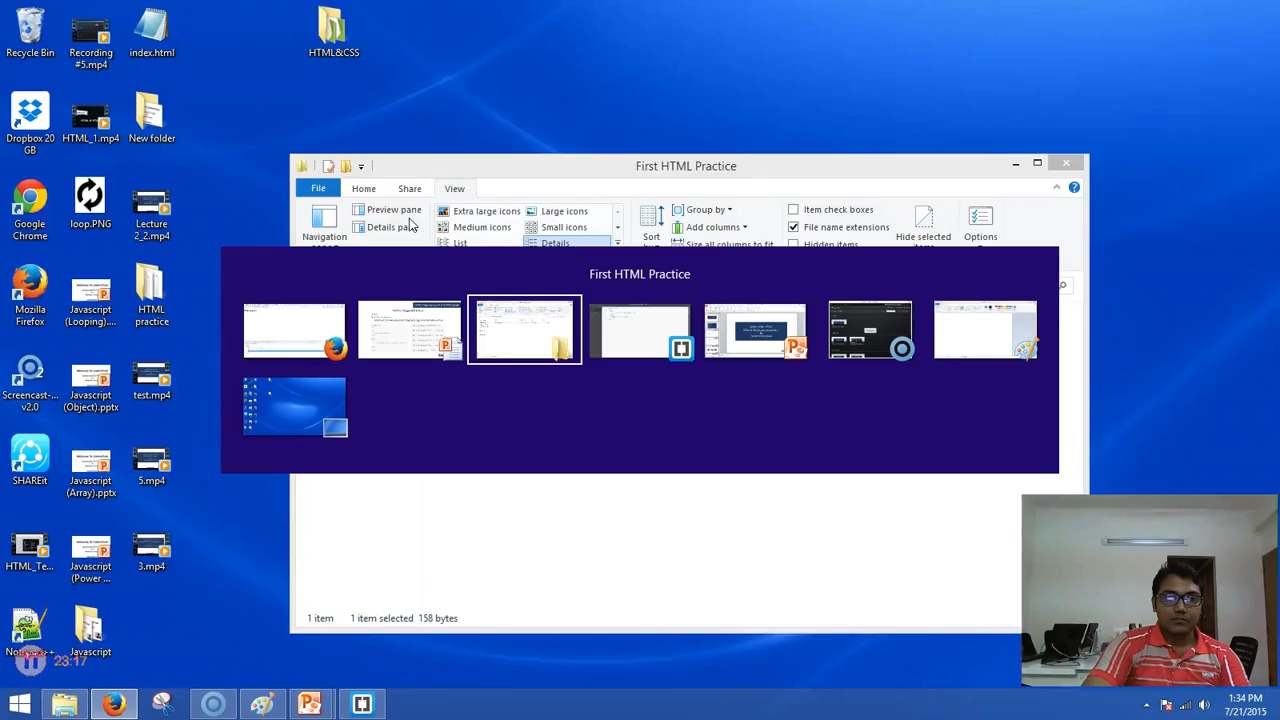 Recycle Bin
Recording #5.mp4
index.html
HTML&CSS
Dropbox 20 GB
HTML_1.mp4
New folder
Google Chrome
loop.PNG
Lecture 2_2.mp4
Mozilla Firefox
Javascript (Looping)....
HTML Practice
Screencast-... v2.0
Javascript (Object).pptx
test.mp4
SHAREit
Javascript (Array).pptx
5.mp4
HTML_Te...
Javascript (Power ...
3.mp4
Javascript
23:17
First HTML Practice
File
Home
Share
View
Preview pane
Details pane
Navigation
Extra large icons
Large icons
Medium icons
Small icons
List
Details
Sort
Group by
Add columns
Size all columns to fit
Item check boxes
File name extensions
Hidden items
Hide selected items
Options
First HTML Practice
1 item
1 item selected 158 bytes
1:34 PM
7/21/2015